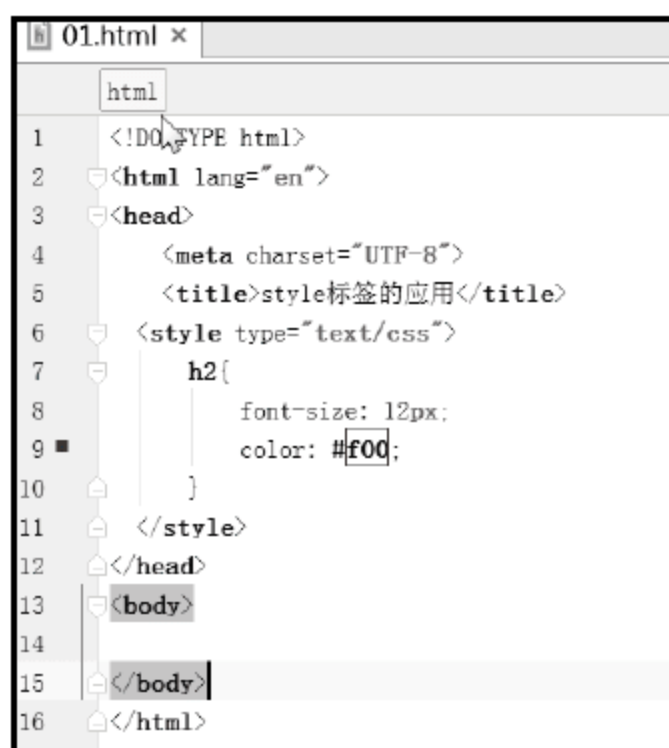 01.html ×
html
1 <!DOCTYPE html>
2 <html lang="en">
3 <head>
4 <meta charset="UTF-8">
5 <title>style标签的应用</title>
6 <style type="text/css">
7 h2{
8 font-size: 12px;
9 color: #f00;
10 }
11 </style>
12 </head>
13 <body>
14
15 </body>
16 </html>